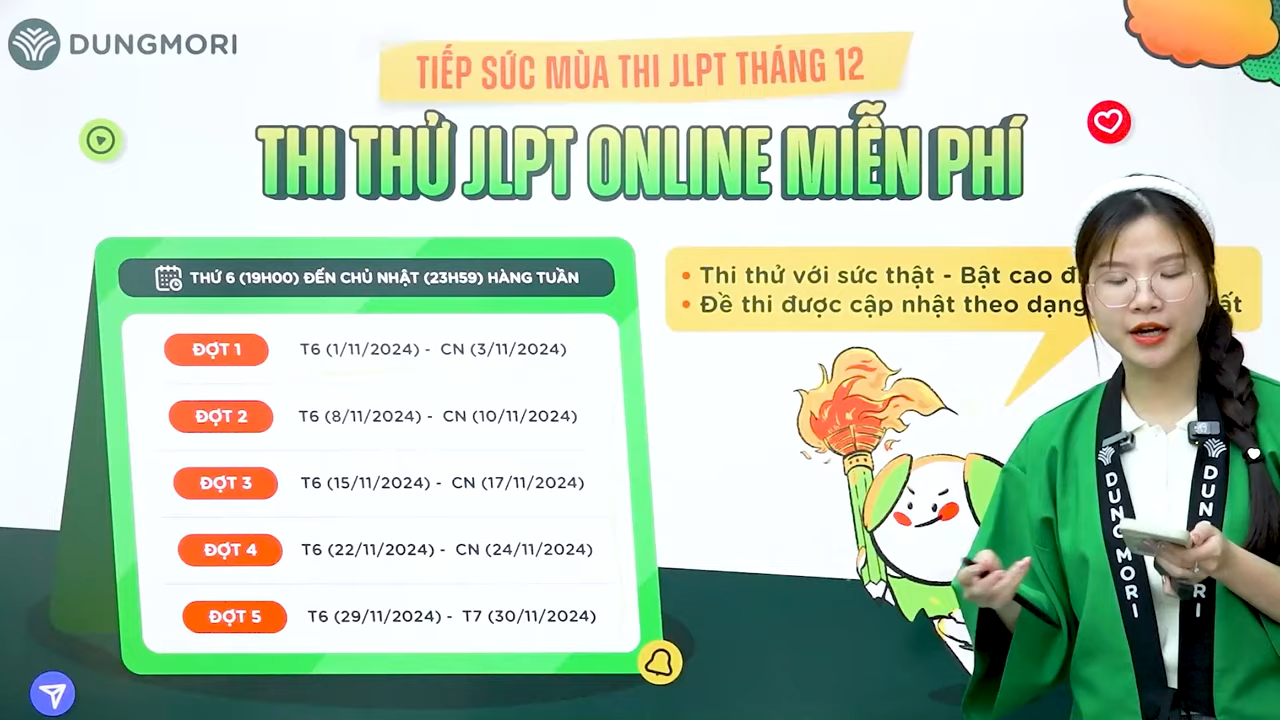 DUNGMORI
TIẾP SỨC MÙA THI JLPT THÁNG 12
THI THỬ JLPT ONLINE MIỄN PHÍ
THỨ 6 (19H00) ĐẾN CHỦ NHẬT (23H59) HÀNG TUẦN
ĐỢT 1 T6 (1/11/2024) - CN (3/11/2024)
ĐỢT 2 T6 (8/11/2024) - CN (10/11/2024)
ĐỢT 3 T6 (15/11/2024) - CN (17/11/2024)
ĐỢT 4 T6 (22/11/2024) - CN (24/11/2024)
ĐỢT 5 T6 (29/11/2024) - T7 (30/11/2024)
• Thi thử với sức thật - Bật cao
• Đề thi được cập nhật theo dạng
DUNGMORI